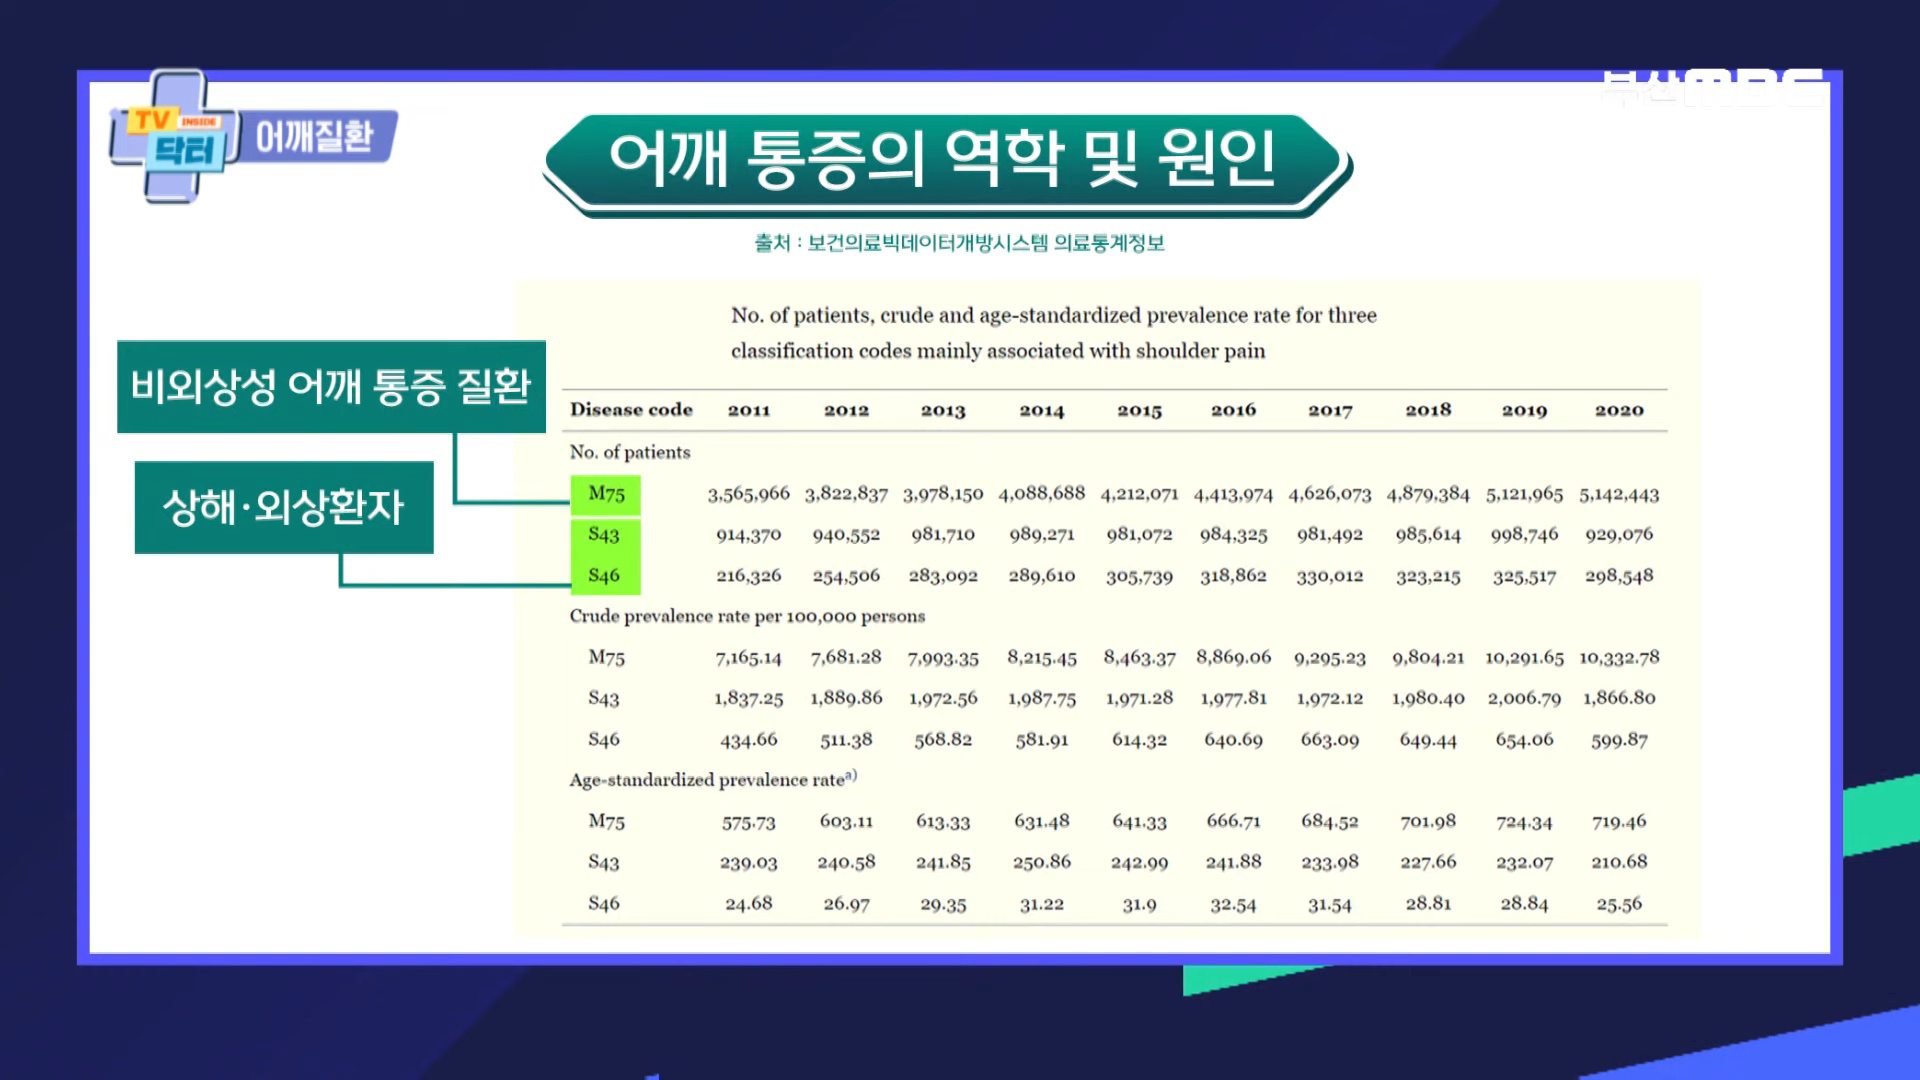 부산MBC
TV INSIDE
닥터
어깨질환
어깨 통증의 역학 및 원인
출처 : 보건의료빅데이터개방시스템 의료통계정보
비외상성 어깨 통증 질환
상해·외상환자
No. of patients, crude and age-standardized prevalence rate for three
classification codes mainly associated with shoulder pain
Disease code 2011 2012 2013 2014 2015 2016 2017 2018 2019 2020
No. of patients
M75 3,565,966 3,822,837 3,978,150 4,088,688 4,212,071 4,413,974 4,626,073 4,879,384 5,121,965 5,142,443
S43 914,370 940,552 981,710 989,271 981,072 984,325 981,492 985,614 998,746 929,076
S46 216,326 254,506 283,092 289,610 305,739 318,862 330,012 323,215 325,517 298,548
Crude prevalence rate per 100,000 persons
M75 7,165.14 7,681.28 7,993.35 8,215.45 8,463.37 8,869.06 9,295.23 9,804.21 10,291.65 10,332.78
S43 1,837.25 1,889.86 1,972.56 1,987.75 1,971.28 1,977.81 1,972.12 1,980.40 2,006.79 1,866.80
S46 434.66 511.38 568.82 581.91 614.32 640.69 663.09 649.44 654.06 599.87
Age-standardized prevalence rate a)
M75 575.73 603.11 613.33 631.48 641.33 666.71 684.52 701.98 724.34 719.46
S43 239.03 240.58 241.85 250.86 242.99 241.88 233.98 227.66 232.07 210.68
S46 24.68 26.97 29.35 31.22 31.9 32.54 31.54 28.81 28.84 25.56